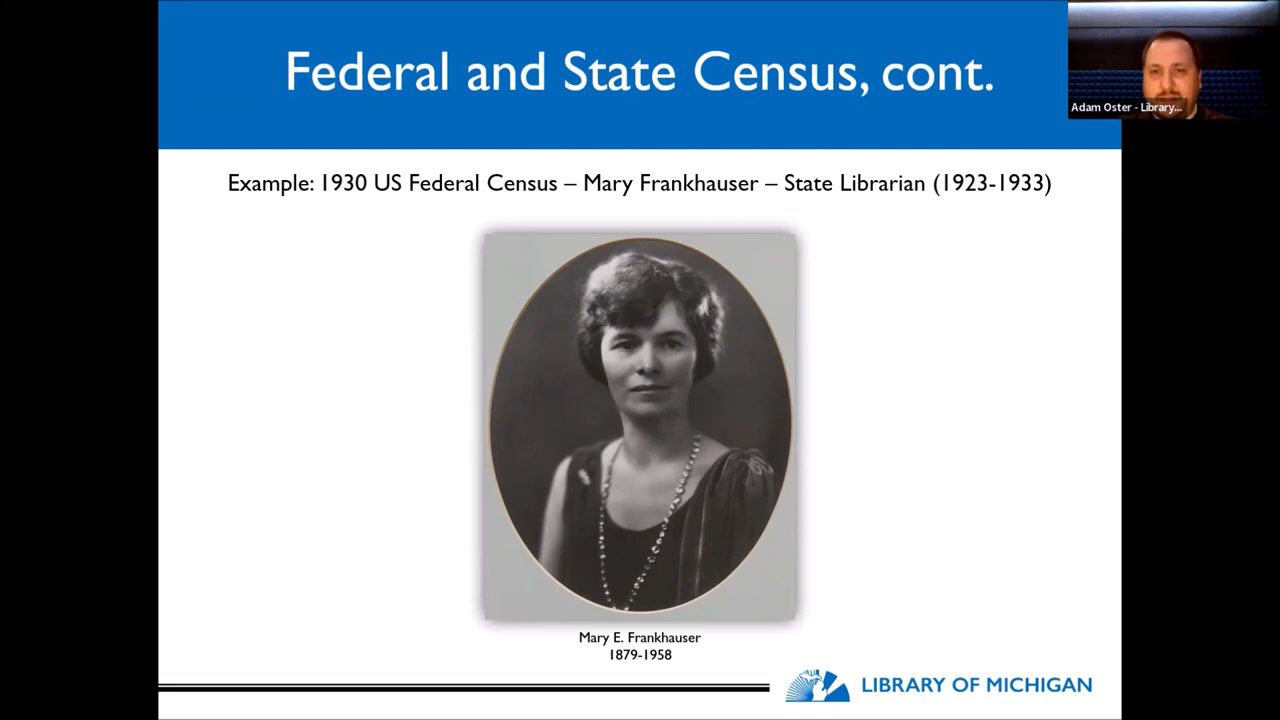 Federal and State Census, cont.
Adam Oster - Library...
Example: 1930 US Federal Census – Mary Frankhauser – State Librarian (1923-1933)
Mary E. Frankhauser
1879-1958
LIBRARY OF MICHIGAN